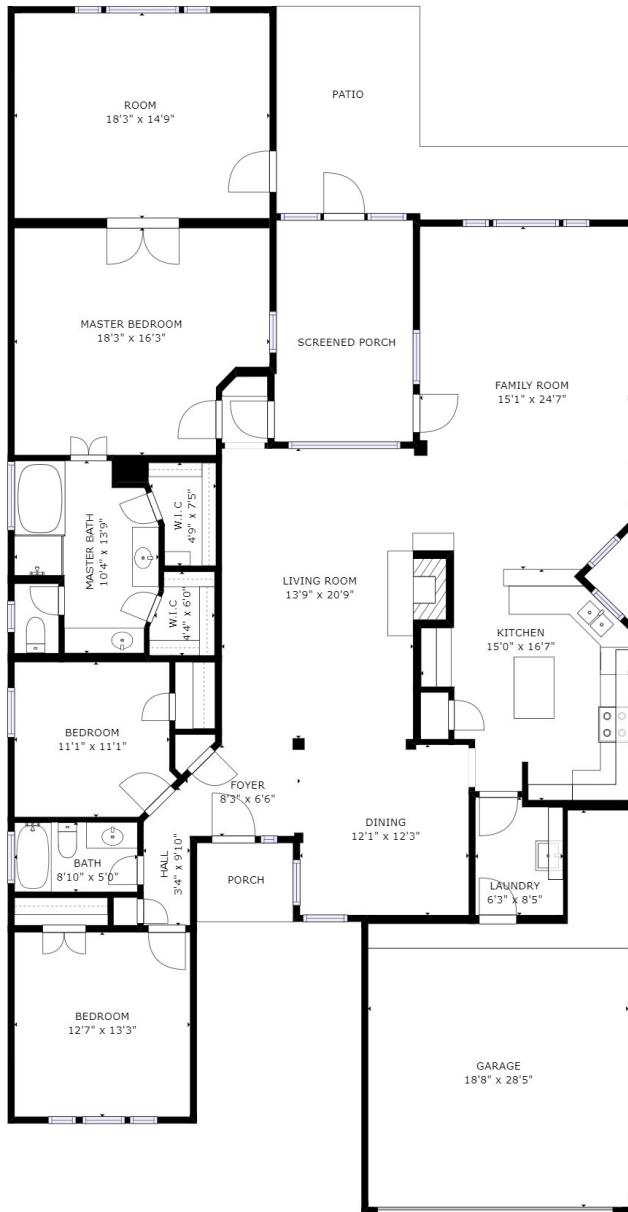 PATIO
ROOM
18'3" x 14'9"
MASTER BEDROOM
18'3" x 16'3"
SCREENED PORCH
FAMILY ROOM
15'1" x 24'7"
W.I.C
4'9" x 7'5"
MASTER BATH
10'4" x 13'9"
LIVING ROOM
13'9" x 20'9"
W.I.C
4'4" x 6'0"
KITCHEN
15'0" x 16'7"
BEDROOM
11'1" x 11'1"
FOYER
8'3" x 6'6"
DINING
12'1" x 12'3"
BATH
8'10" x 5'0"
HALL
3'4" x 9'10"
PORCH
LAUNDRY
6'3" x 8'5"
BEDROOM
12'7" x 13'3"
GARAGE
18'8" x 28'5"